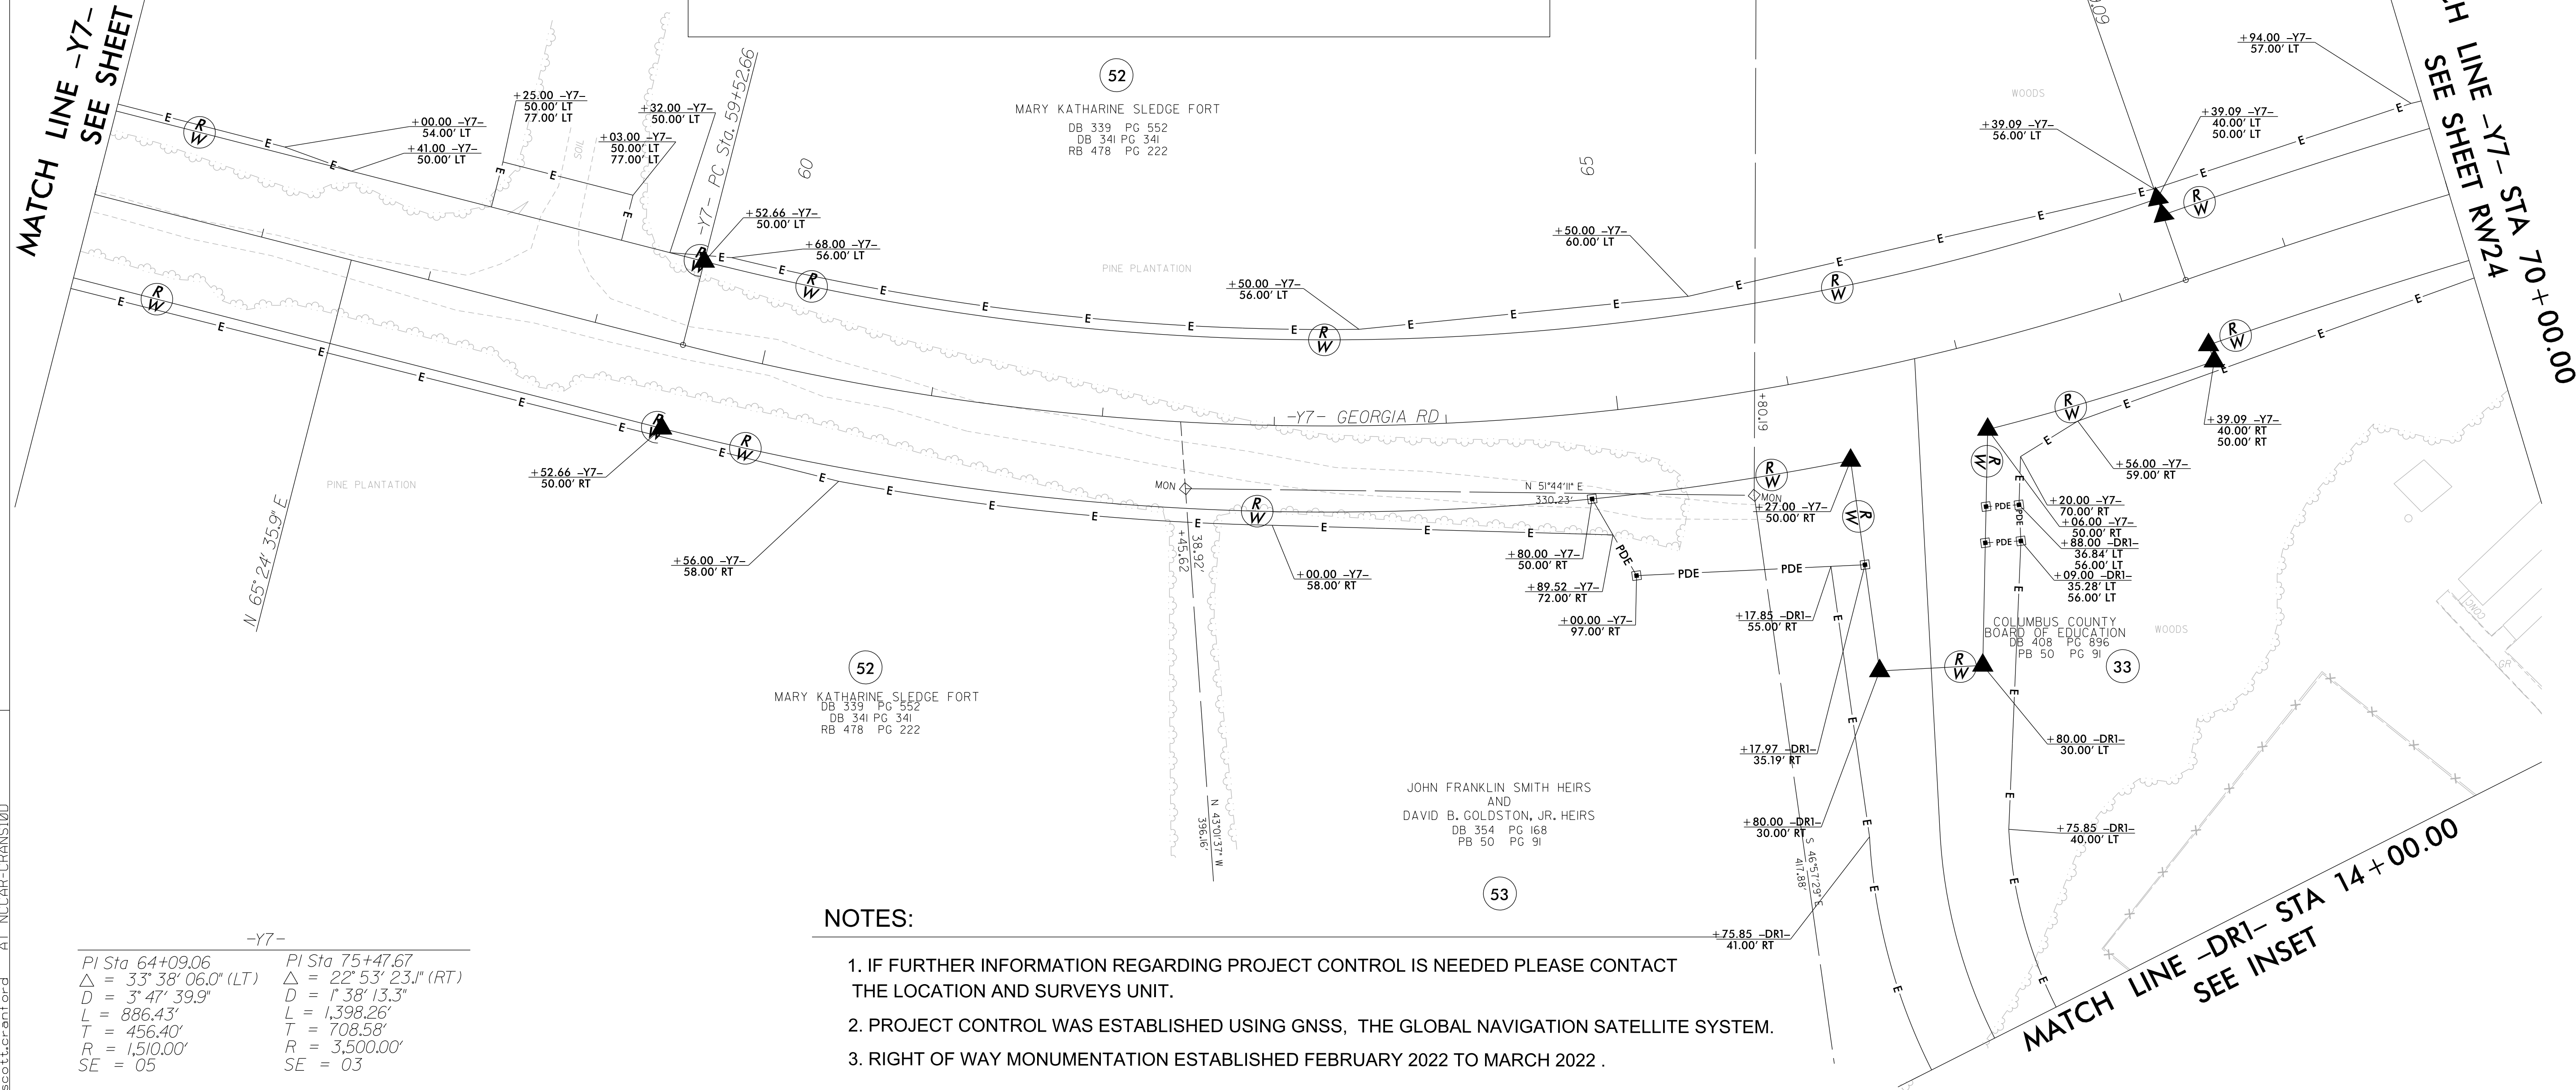 MATCH LINE -Y7-
SEE SHEET
+00.00 -Y7-
54.00' LT
+41.00 -Y7-
50.00' LT
+25.00 -Y7-
50.00' LT
77.00' LT
SOIL
+03.00 -Y7-
50.00' LT
77.00' LT
+32.00 -Y7-
50.00' LT
-Y7- PC Sta. 59+52.66
+52.66 -Y7-
50.00' LT
60
+68.00 -Y7-
56.00' LT
52
MARY KATHARINE SLEDGE FORT
DB 339 PG 552
DB 341 PG 341
RB 478 PG 222
PINE PLANTATION
+50.00 -Y7-
56.00' LT
65
+50.00 -Y7-
60.00' LT
WOODS
+39.09 -Y7-
56.00' LT
+39.09 -Y7-
40.00' LT
50.00' LT
+94.00 -Y7-
57.00' LT
LINE -Y7- STA 70+00.00
SEE SHEET RW24
R
W
E
-Y7- GEORGIA RD
PINE PLANTATION
N 65° 24' 35.9" E
+52.66 -Y7-
50.00' RT
+56.00 -Y7-
58.00' RT
MON
N 51°44'11" E
330.23'
MON
+80.19
38.92'
+45.62
+00.00 -Y7-
58.00' RT
+80.00 -Y7-
50.00' RT
+89.52 -Y7-
72.00' RT
+00.00 -Y7-
97.00' RT
PDE
PDE
PDE
+27.00 -Y7-
50.00' RT
+17.85 -DR1-
55.00' RT
+17.97 -DR1-
35.19' RT
+80.00 -DR1-
30.00' RT
+75.85 -DR1-
41.00' RT
S 46°57'29" E
417.88'
+39.09 -Y7-
40.00' RT
50.00' RT
+56.00 -Y7-
59.00' RT
+20.00 -Y7-
70.00' RT
+06.00 -Y7-
50.00' RT
+88.00 -DR1-
36.84' LT
56.00' LT
+09.00 -DR1-
35.28' LT
56.00' LT
PDE
PDE
PDE
COLUMBUS COUNTY
BOARD OF EDUCATION
DB 408 PG 896
PB 50 PG 91
33
WOODS
CONC
GR
+80.00 -DR1-
30.00' LT
+75.85 -DR1-
40.00' LT
52
MARY KATHARINE SLEDGE FORT
DB 339 PG 552
DB 341 PG 341
RB 478 PG 222
N 43°01'37" W
396.16'
JOHN FRANKLIN SMITH HEIRS
AND
DAVID B. GOLDSTON, JR. HEIRS
DB 354 PG 168
PB 50 PG 91
53
MATCH LINE -DR1- STA 14+00.00
SEE INSET
-Y7-
PI Sta 64+09.06
△ = 33° 38' 06.0" (LT)
D = 3° 47' 39.9"
L = 886.43'
T = 456.40'
R = 1,510.00'
SE = 05
PI Sta 75+47.67
△ = 22° 53' 23.1" (RT)
D = 1° 38' 13.3"
L = 1,398.26'
T = 708.58'
R = 3,500.00'
SE = 03
NOTES:
1. IF FURTHER INFORMATION REGARDING PROJECT CONTROL IS NEEDED PLEASE CONTACT
THE LOCATION AND SURVEYS UNIT.
2. PROJECT CONTROL WAS ESTABLISHED USING GNSS, THE GLOBAL NAVIGATION SATELLITE SYSTEM.
3. RIGHT OF WAY MONUMENTATION ESTABLISHED FEBRUARY 2022 TO MARCH 2022 .